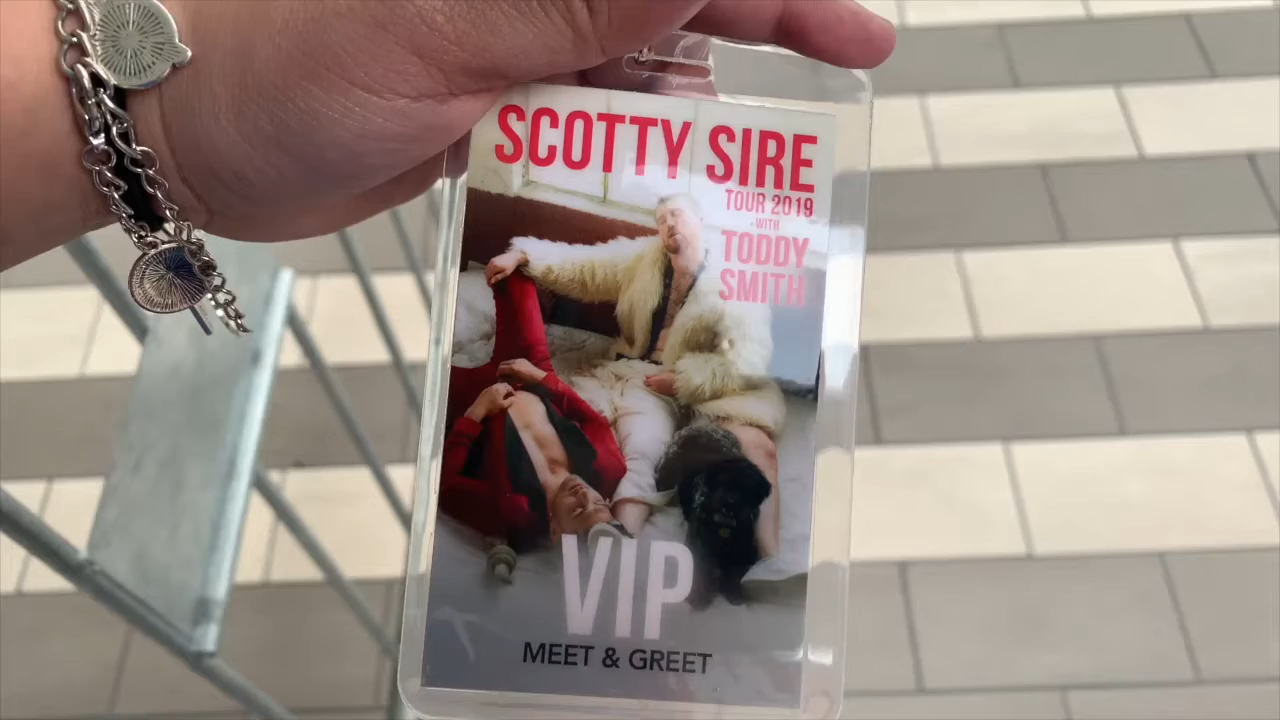 SCOTTY SIRE
TOUR 2019
-WITH
TODDY
SMITH
VIP
MEET & GREET